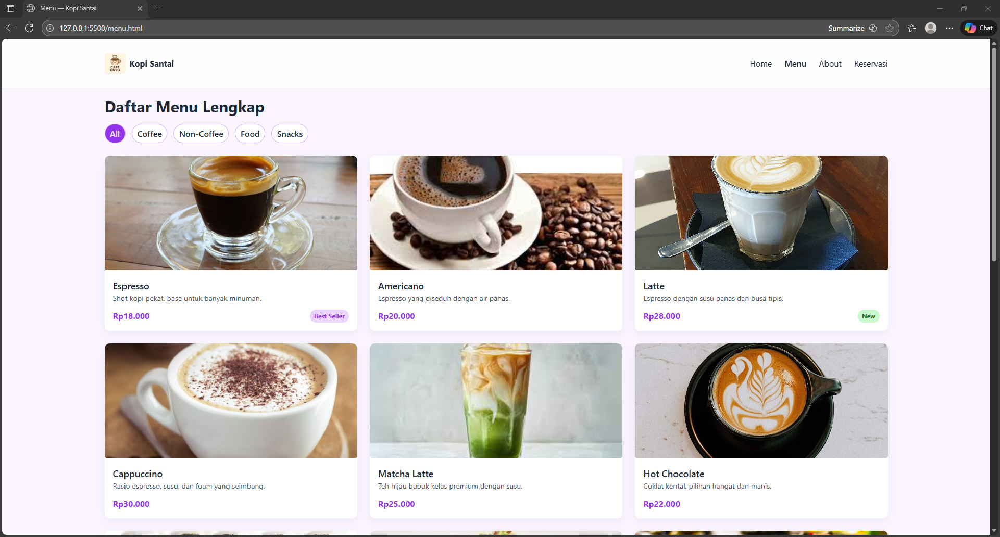 Menu — Kopi Santai
127.0.0.1:5500/menu.html
Summarize
Chat
CAFÉ
UNYU
Kopi Santai
Home Menu About Reservasi
Daftar Menu Lengkap
All Coffee Non-Coffee Food Snacks
Espresso
Shot kopi pekat, base untuk banyak minuman.
Rp18.000 Best Seller
Americano
Espresso yang diseduh dengan air panas.
Rp20.000
Latte
Espresso dengan susu panas dan busa tipis.
Rp28.000 New
Cappuccino
Rasio espresso, susu, dan foam yang seimbang.
Rp30.000
Matcha Latte
Teh hijau bubuk kelas premium dengan susu.
Rp25.000
Hot Chocolate
Coklat kental, pilihan hangat dan manis.
Rp22.000